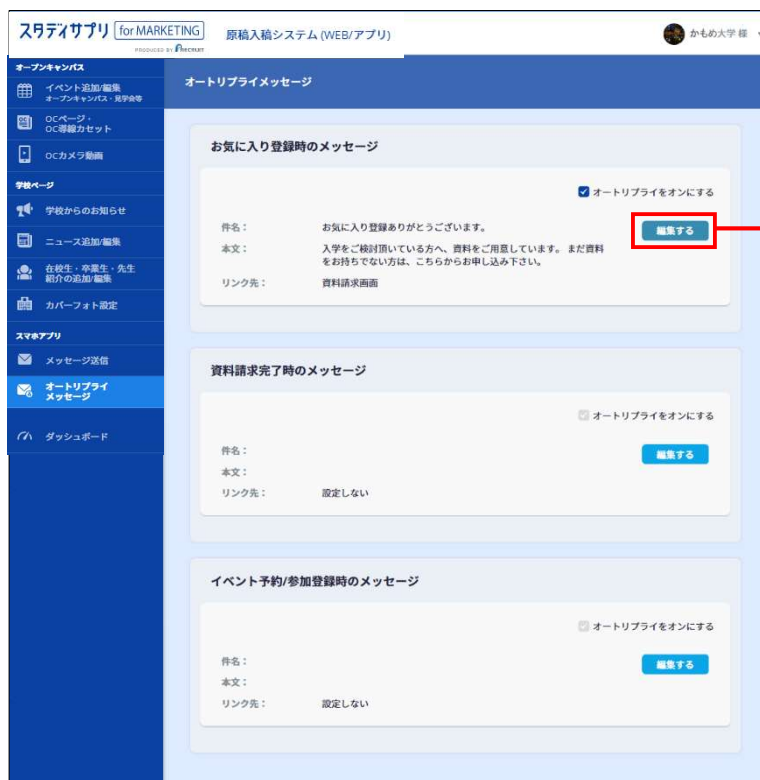 スタディサプリ for MARKETING
PRODUCED BY RECRUIT
原稿入稿システム (WEB/アプリ)
かもめ大学 様
オープンキャンパス
イベント追加/編集
オープンキャンパス・見学会等
OCページ・
OC導線カセット
OCカメラ動画
学校ページ
学校からのお知らせ
ニュース追加/編集
在校生・卒業生・先生
紹介の追加/編集
カバーフォト設定
スマホアプリ
メッセージ送信
オートリプライ
メッセージ
ダッシュボード
オートリプライメッセージ
お気に入り登録時のメッセージ
オートリプライをオンにする
件名： お気に入り登録ありがとうございます。
編集する
本文： 入学をご検討頂いている方へ、資料をご用意しています。 まだ資料
をお持ちでない方は、こちらからお申し込み下さい。
リンク先： 資料請求画面
資料請求完了時のメッセージ
オートリプライをオンにする
件名：
編集する
本文：
リンク先： 設定しない
イベント予約/参加登録時のメッセージ
オートリプライをオンにする
件名：
編集する
本文：
リンク先： 設定しない